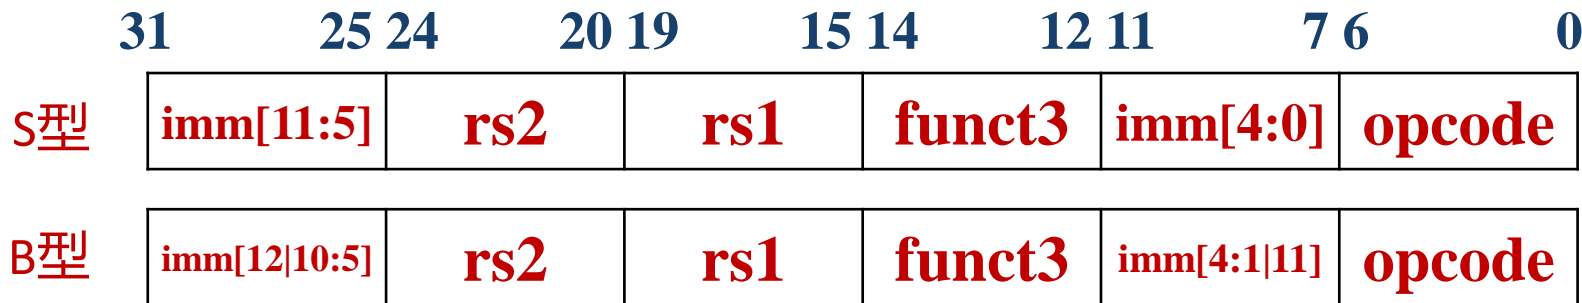 31 25 24 20 19 15 14 12 11 7 6 0
S型 imm[11:5] rs2 rs1 funct3 imm[4:0] opcode
B型 imm[12|10:5] rs2 rs1 funct3 imm[4:1|11] opcode